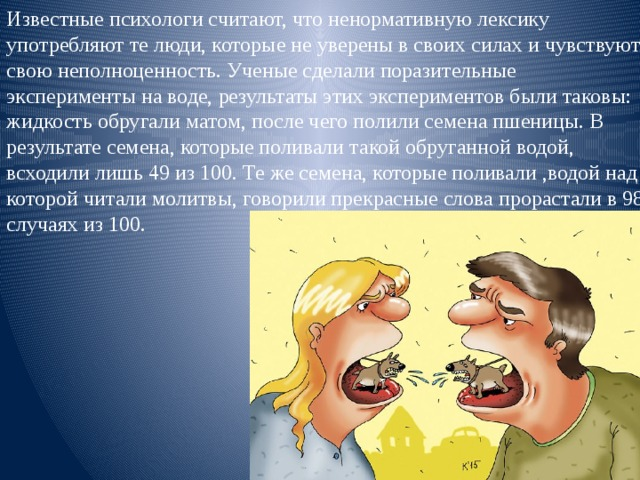 Известные психологи считают, что ненормативную лексику
употребляют те люди, которые не уверены в своих силах и чувствуют
свою неполноценность. Ученые сделали поразительные
эксперименты на воде, результаты этих экспериментов были таковы:
жидкость обругали матом, после чего полили семена пшеницы. В
результате семена, которые поливали такой обруганной водой,
всходили лишь 49 из 100. Те же семена, которые поливали ,водой над
которой читали молитвы, говорили прекрасные слова прорастали в 98
случаях из 100.
К'15